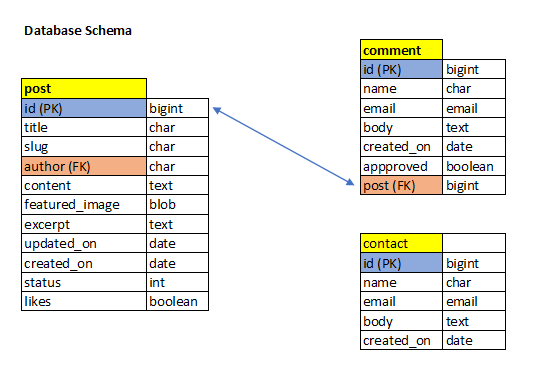 Database Schema
post
id (PK) bigint
title char
slug char
author (FK) char
content text
featured_image blob
excerpt text
updated_on date
created_on date
status int
likes boolean
comment
id (PK) bigint
name char
email email
body text
created_on date
appproved boolean
post (FK) bigint
contact
id (PK) bigint
name char
email email
body text
created_on date